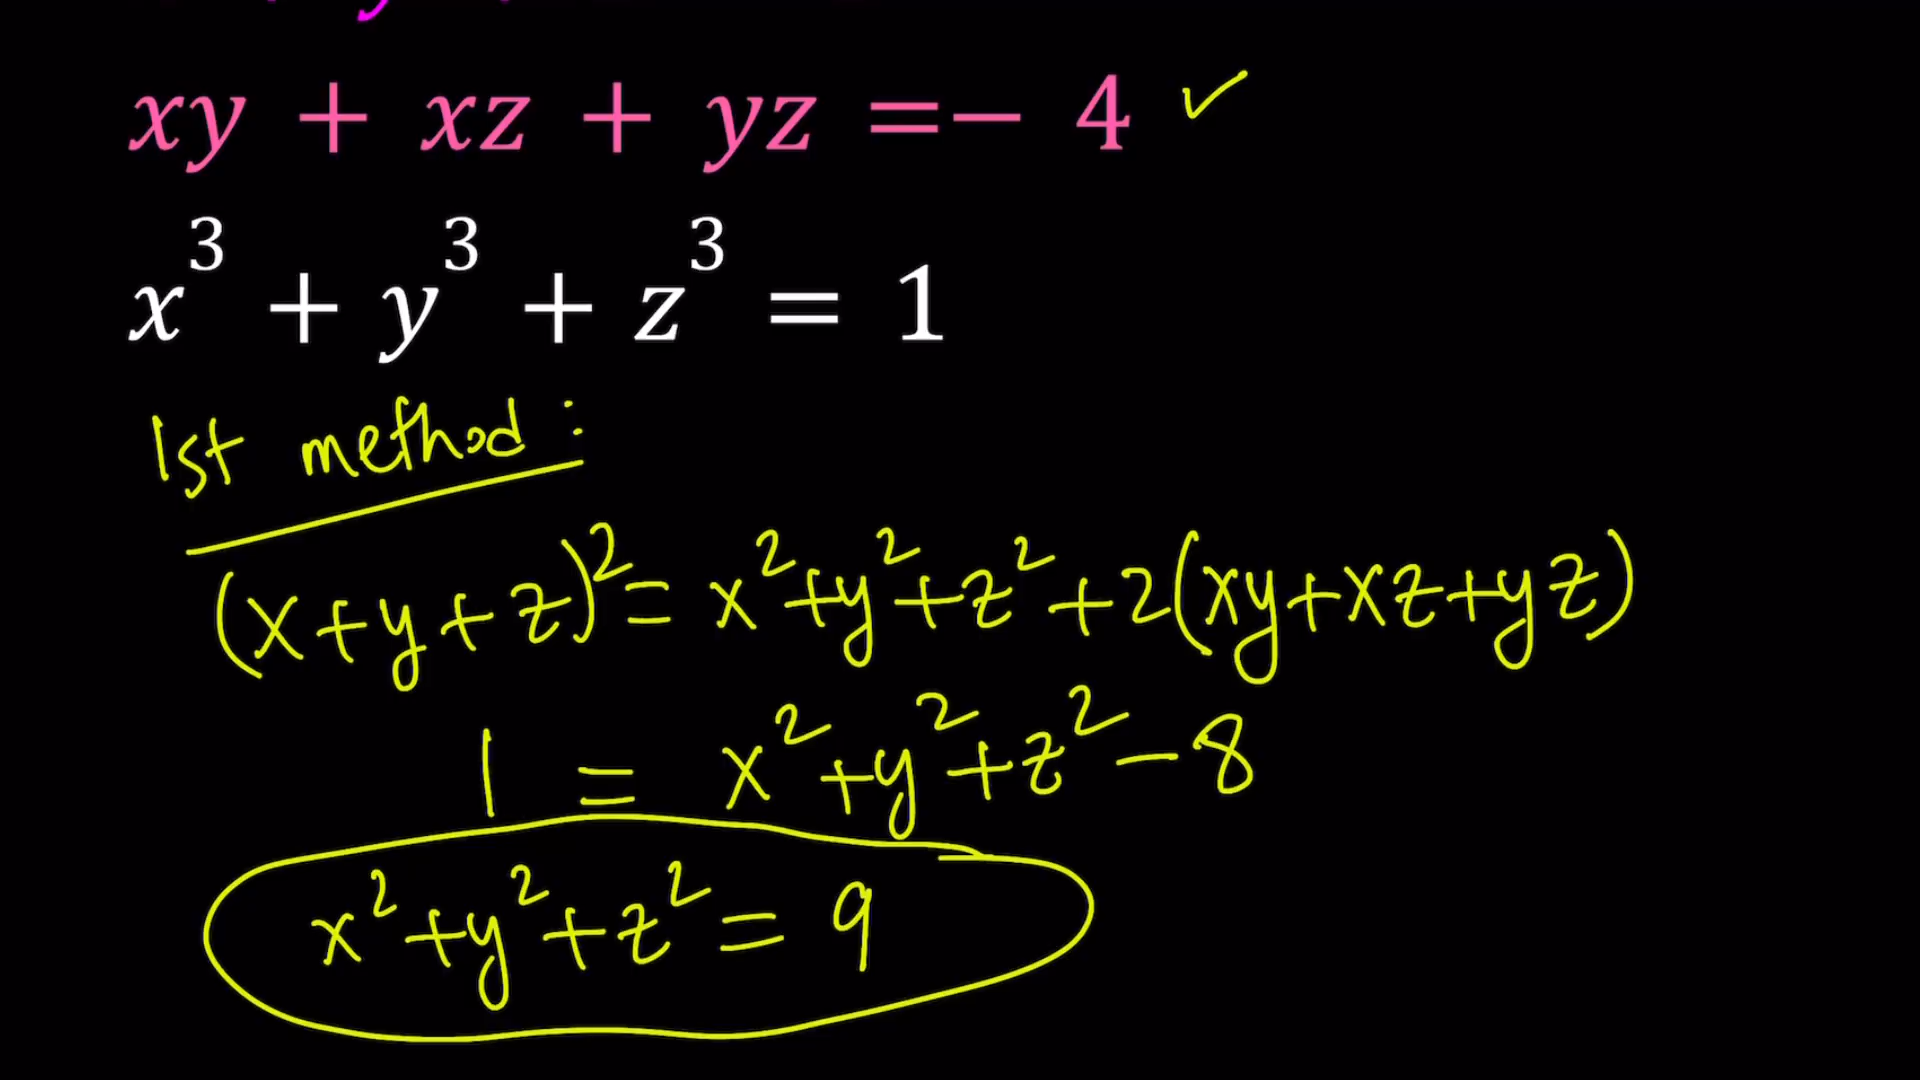 xy + xz + yz =− 4 ✓
x³ + y³ + z³ = 1
1st method:
(x+y+z)²= x²+y²+z²+2(xy+xz+yz)
1 = x²+y²+z²−8
x²+y²+z²= 9